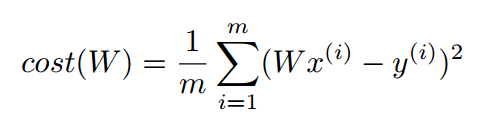 cost(W) = \frac{1}{m} \sum_{i=1}^{m} (Wx^{(i)} - y^{(i)})^2